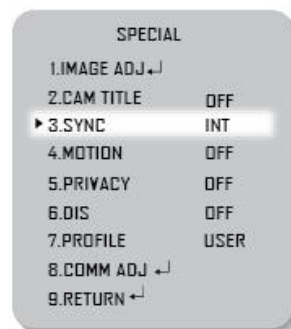 SPECIAL
1.IMAGE ADJ↵
2.CAM TITLE OFF
▶ 3.SYNC INT
4.MOTION OFF
5.PRIVACY OFF
6.DIS OFF
7.PROFILE USER
8.COMM ADJ ↵
9.RETURN ↵